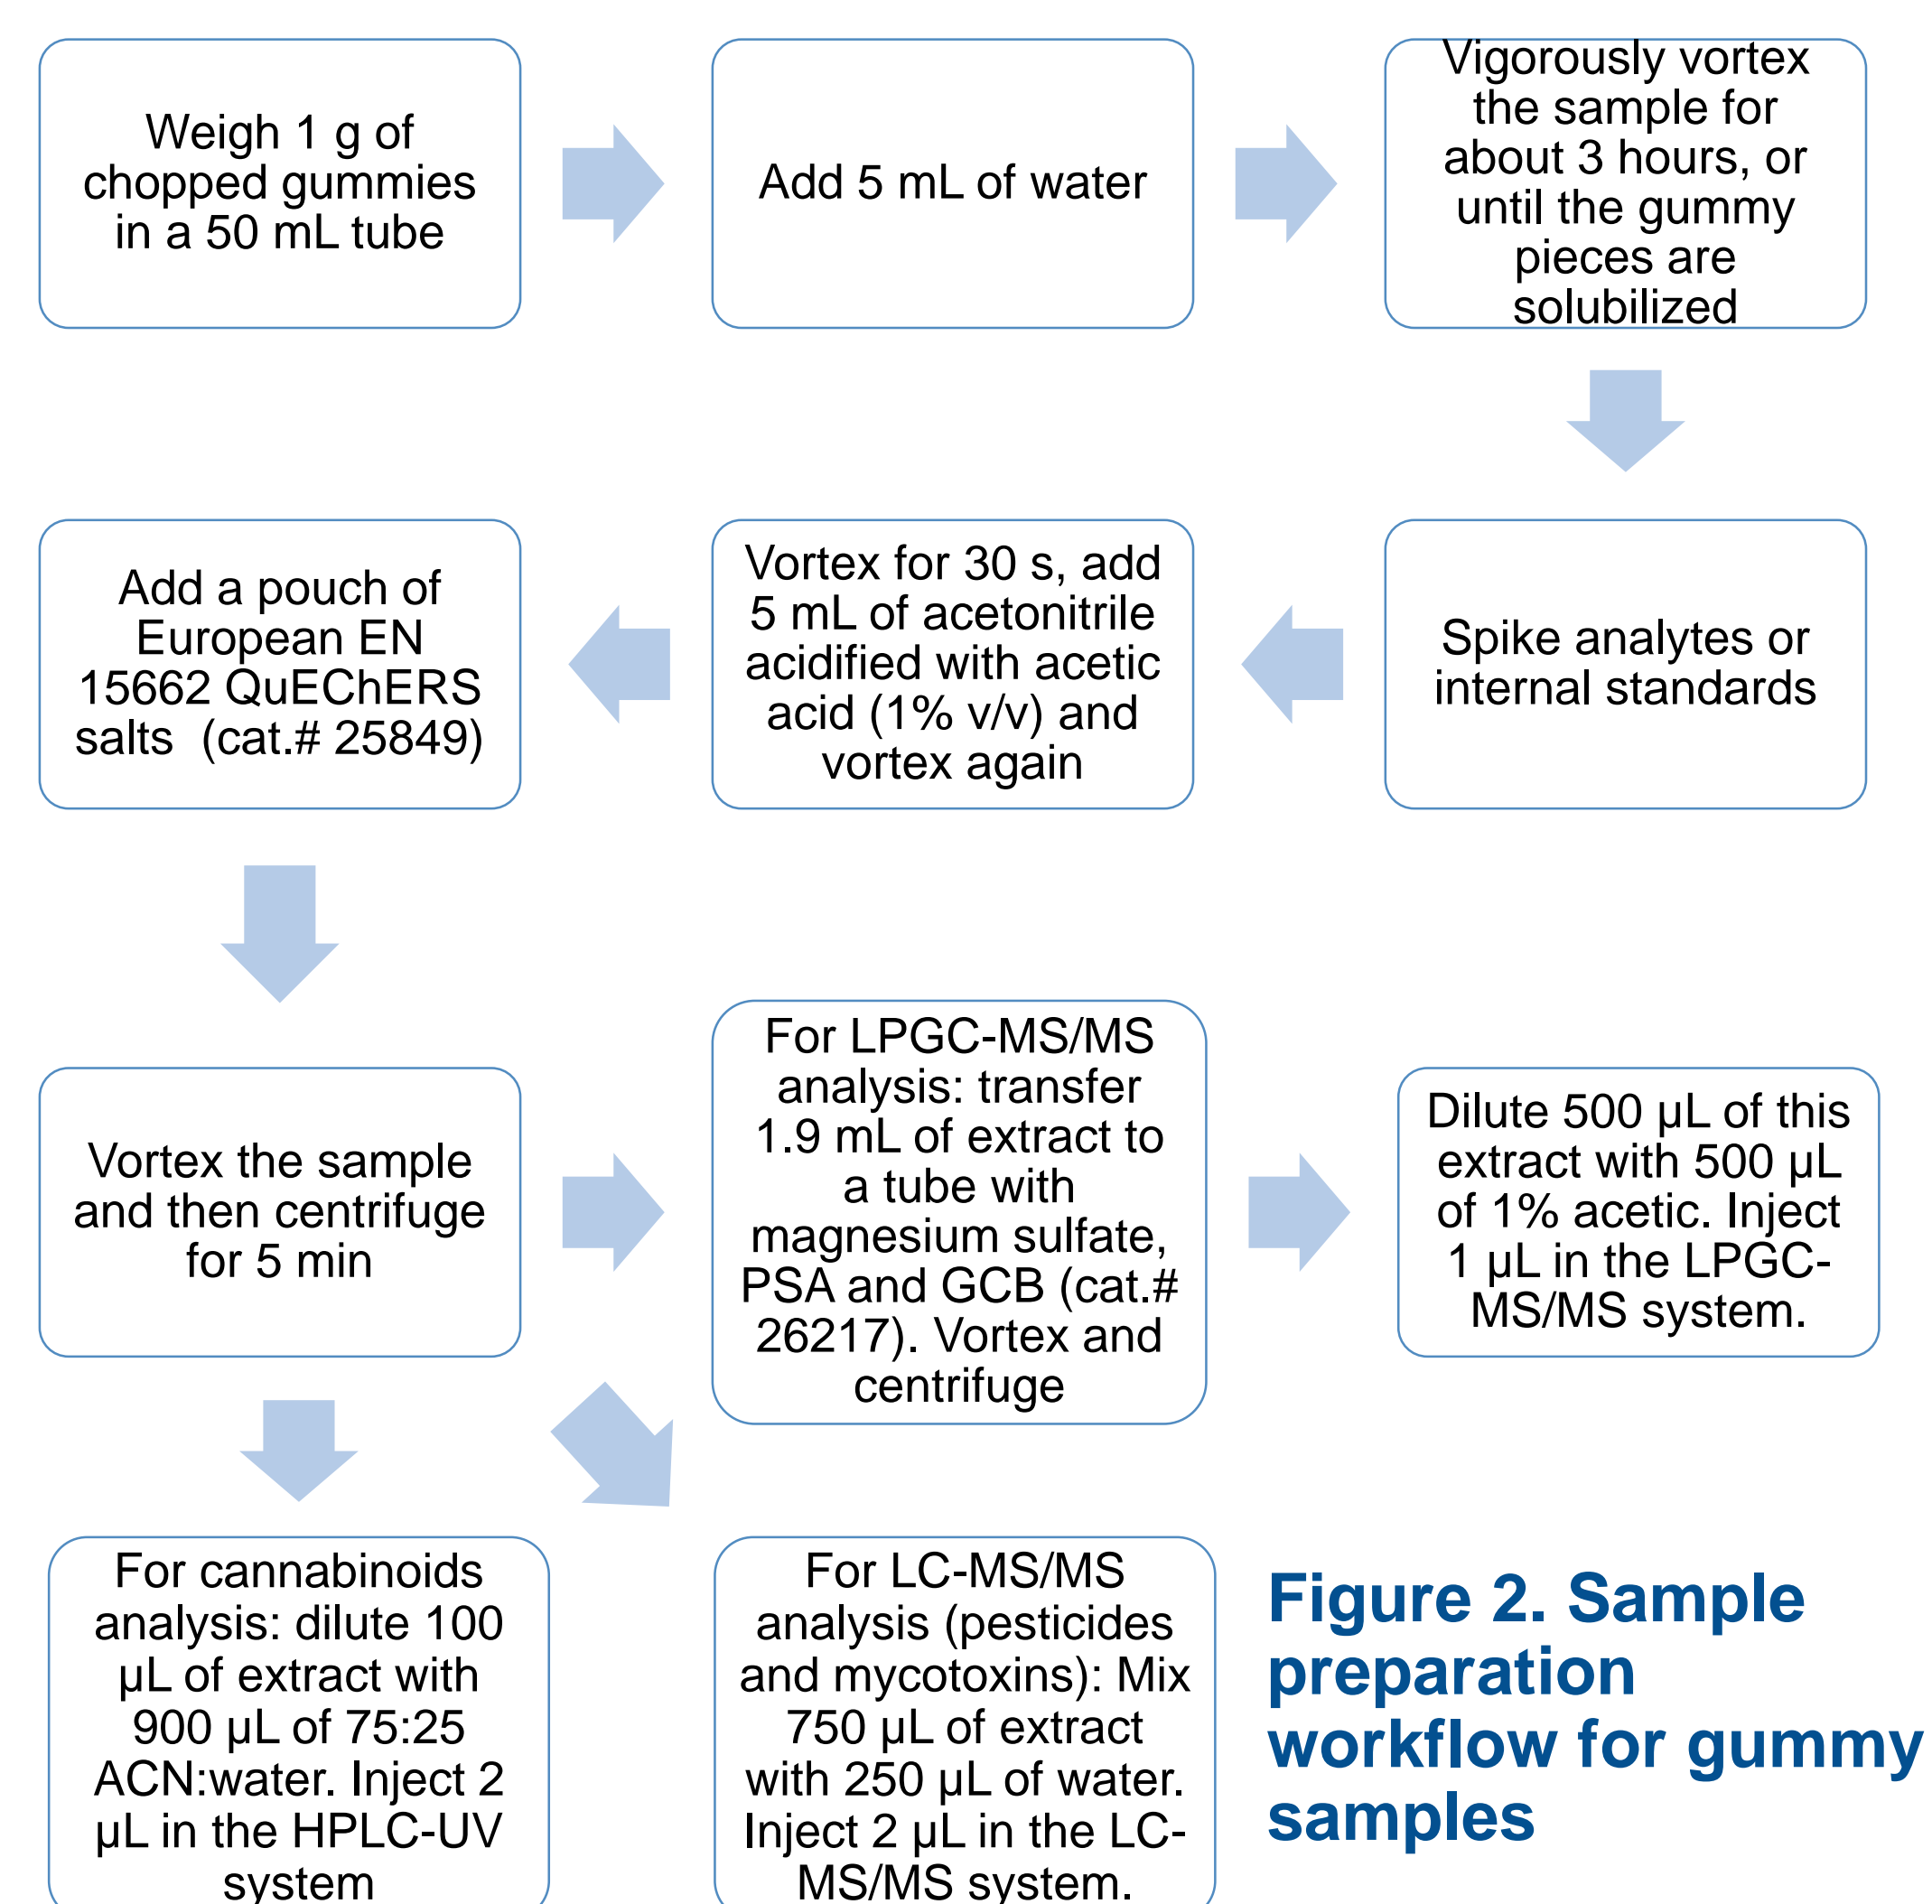 Weigh 1 g of
chopped gummies
in a 50 mL tube
Add 5 mL of water
Vigorously vortex
the sample for
about 3 hours, or
until the gummy
pieces are
solubilized
Spike analytes or
internal standards
Vortex for 30 s, add
5 mL of acetonitrile
acidified with acetic
acid (1% v/v) and
vortex again
Add a pouch of
European EN
15662 QuEChERS
salts (cat.# 25849)
Vortex the sample
and then centrifuge
for 5 min
For LPGC-MS/MS
analysis: transfer
1.9 mL of extract to
a tube with
magnesium sulfate,
PSA and GCB (cat.#
26217). Vortex and
centrifuge
Dilute 500 µL of this
extract with 500 µL
of 1% acetic. Inject
1 µL in the LPGC-
MS/MS system.
For cannabinoids
analysis: dilute 100
µL of extract with
900 µL of 75:25
ACN:water. Inject 2
µL in the HPLC-UV
system
For LC-MS/MS
analysis (pesticides
and mycotoxins): Mix
750 µL of extract
with 250 µL of water.
Inject 2 µL in the LC-
MS/MS system.
Figure 2. Sample
preparation
workflow for gummy
samples